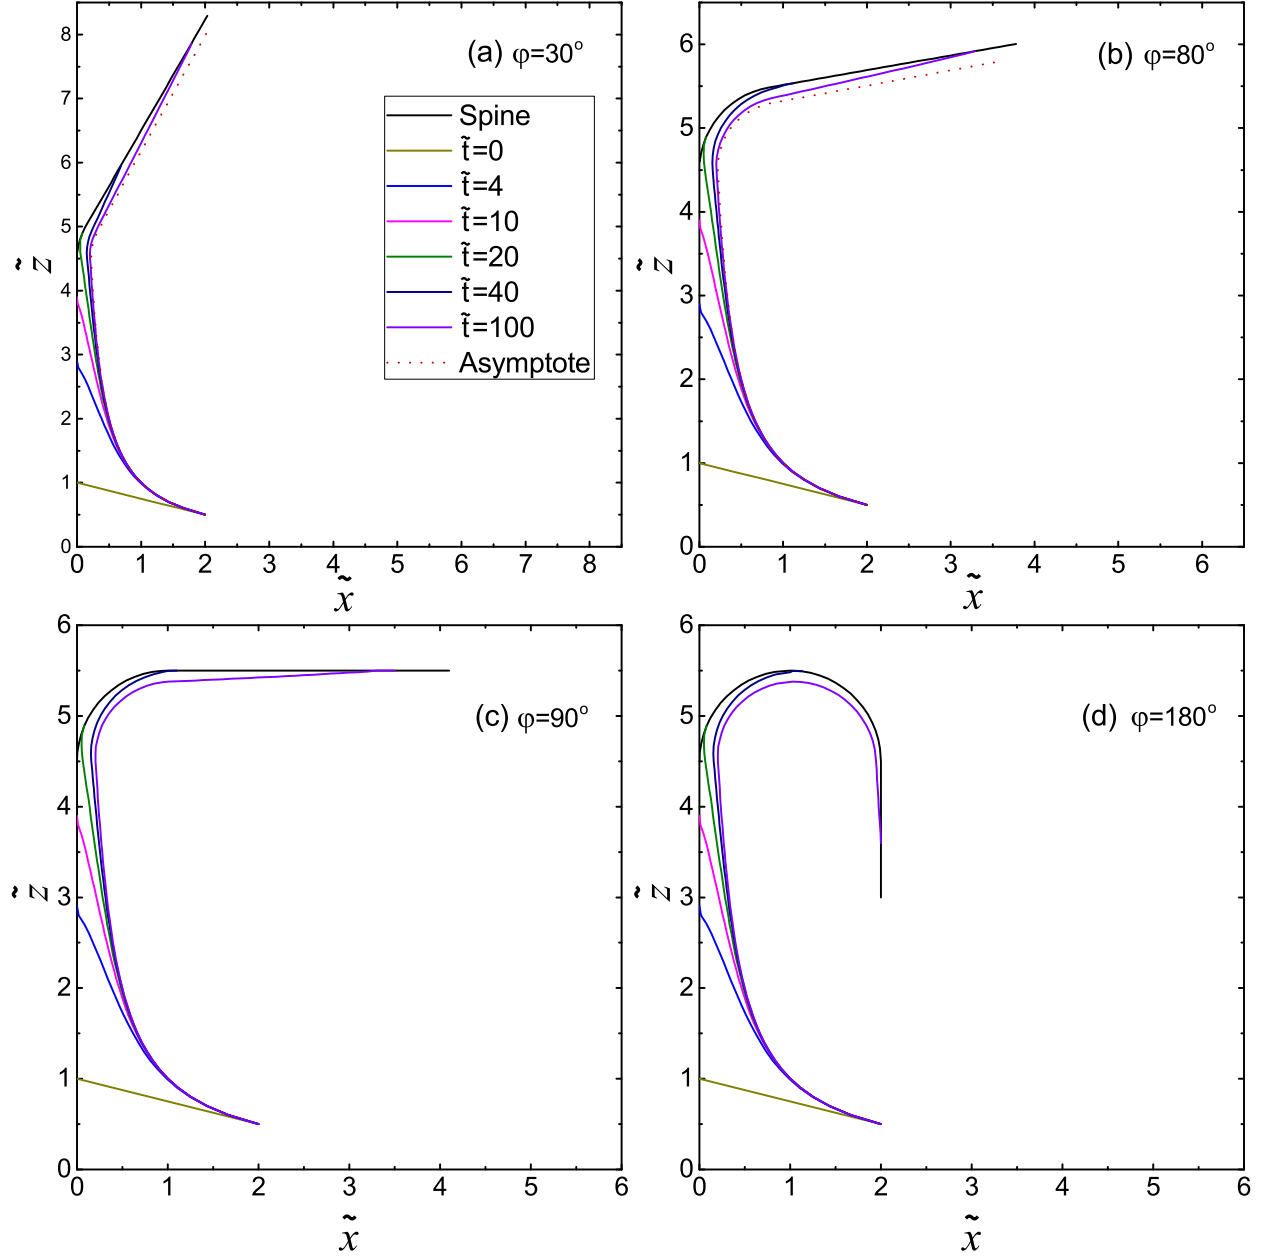 (a) φ=30°
Spine
t̃=0
t̃=4
t̃=10
t̃=20
t̃=40
t̃=100
Asymptote
8
7
6
5
4
3
2
1
0
z̃
0 1 2 3 4 5 6 7 8
x̃
(b) φ=80°
6
5
4
3
2
1
0
z̃
0 1 2 3 4 5 6
x̃
(c) φ=90°
6
5
4
3
2
1
0
z̃
0 1 2 3 4 5 6
x̃
(d) φ=180°
6
5
4
3
2
1
0
z̃
0 1 2 3 4 5 6
x̃